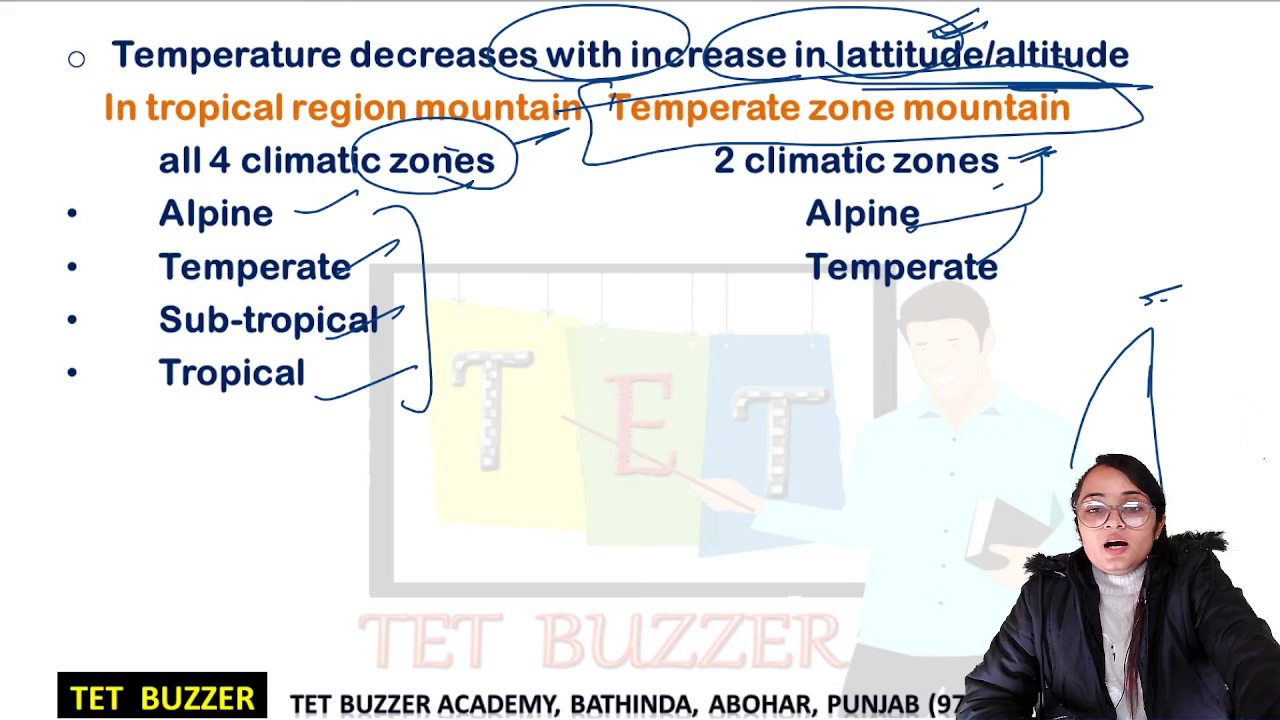 Temperature decreases with increase in lattitude/altitude
In tropical region mountain Temperate zone mountain
all 4 climatic zones 2 climatic zones
Alpine Alpine
Temperate Temperate
Sub-tropical
Tropical
T E T
TET BUZZER
TET BUZZER TET BUZZER ACADEMY, BATHINDA, ABOHAR, PUNJAB (97